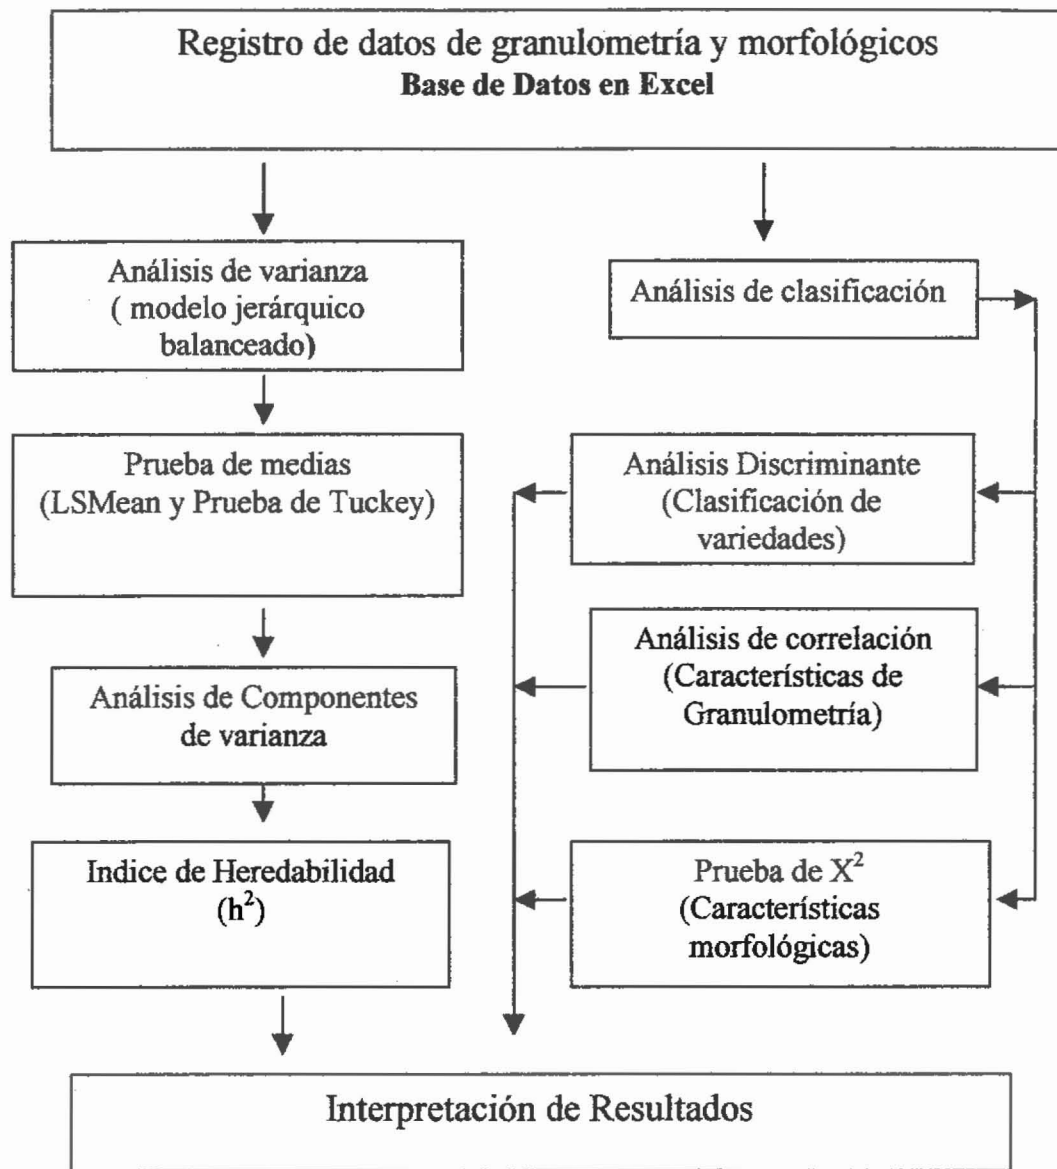 Registro de datos de granulometría y morfológicos
Base de Datos en Excel
Análisis de varianza
( modelo jerárquico
balanceado)
Prueba de medias
(LSMean y Prueba de Tuckey)
Análisis de Componentes
de varianza
Indice de Heredabilidad
(h²)
Análisis de clasificación
Análisis Discriminante
(Clasificación de
variedades)
Análisis de correlación
(Características de
Granulometría)
Prueba de X²
(Características
morfológicas)
Interpretación de Resultados